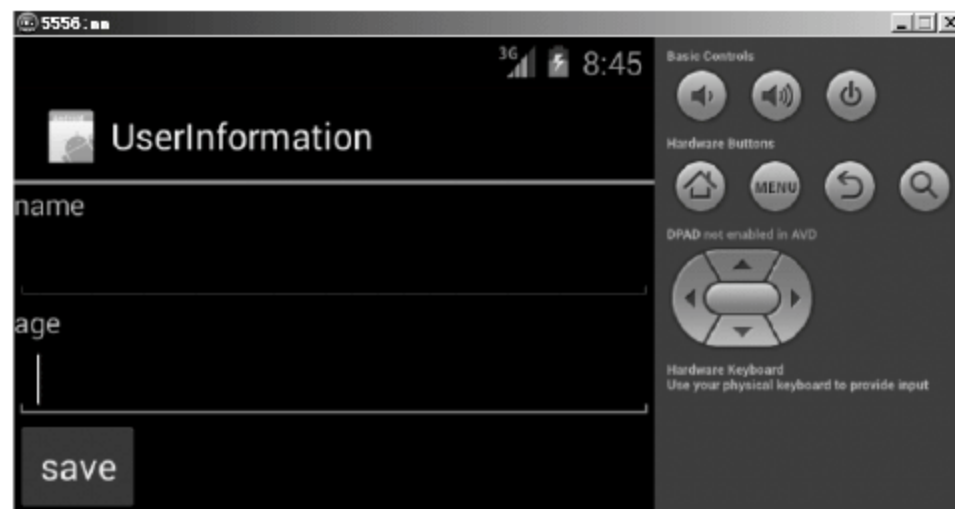 5556:mm
3G 8:45
UserInformation
name
age
save
Basic Controls
Hardware Buttons
MENU
DPAD not enabled in AVD
Hardware Keyboard
Use your physical keyboard to provide input